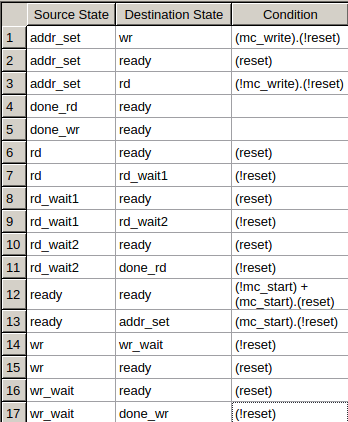 Source State Destination State Condition
1 addr_set wr (mc_write).(!reset)
2 addr_set ready (reset)
3 addr_set rd (!mc_write).(!reset)
4 done_rd ready
5 done_wr ready
6 rd ready (reset)
7 rd rd_wait1 (!reset)
8 rd_wait1 ready (reset)
9 rd_wait1 rd_wait2 (!reset)
10 rd_wait2 ready (reset)
11 rd_wait2 done_rd (!reset)
12 ready ready (!mc_start) +
(mc_start).(reset)
13 ready addr_set (mc_start).(!reset)
14 wr wr_wait (!reset)
15 wr ready (reset)
16 wr_wait ready (reset)
17 wr_wait done_wr (!reset)